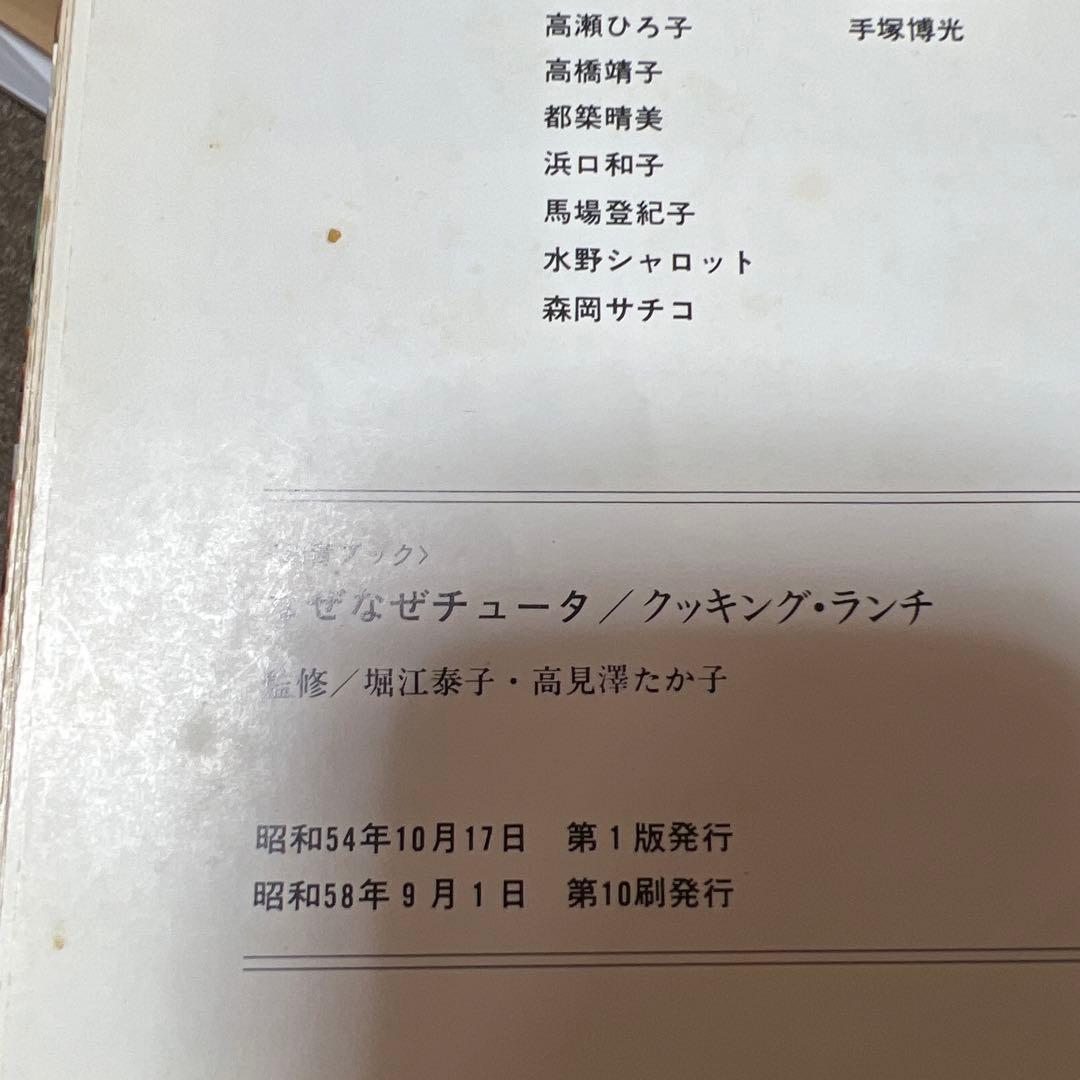 高瀬ひろ子
高橋靖子
都築晴美
浜口和子
馬場登紀子
水野シャロット
森岡サチコ
手塚博光
ブック〉
なぜなぜチュータ/クッキング・ランチ
監修/堀江泰子・高見澤たか子
昭和54年10月17日 第1版発行
昭和58年9月1日 第10刷発行